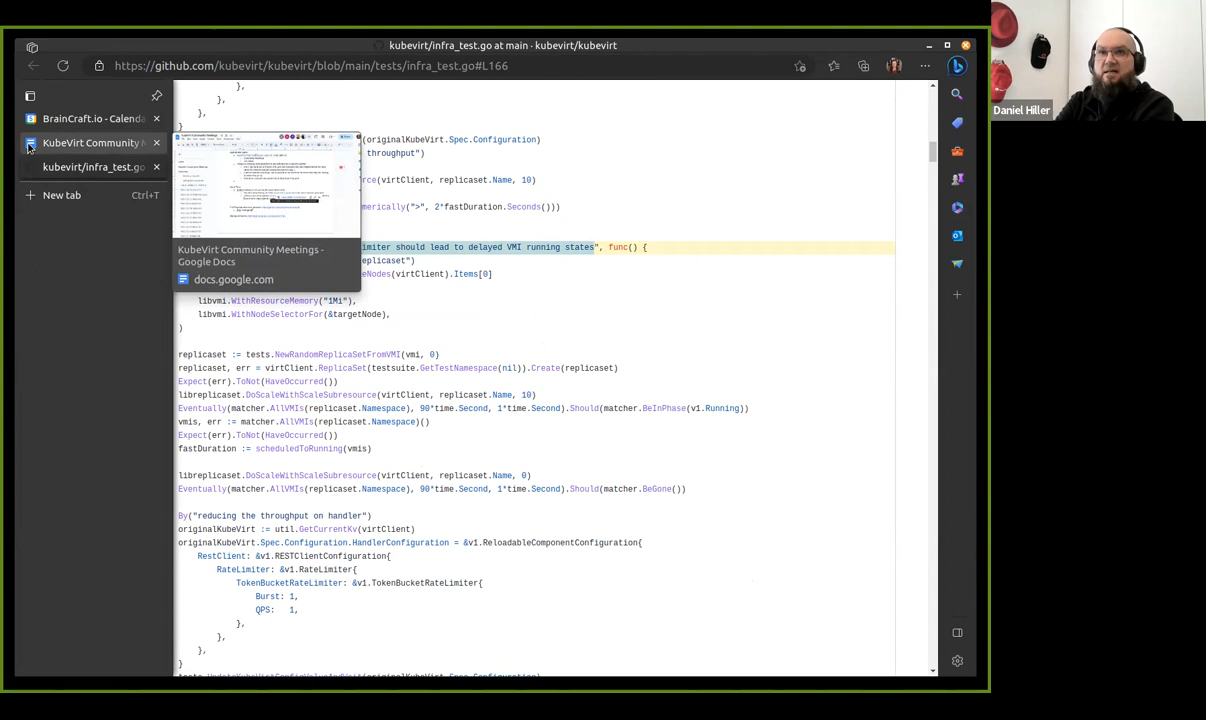 kubevirt/infra_test.go at main · kubevirt/kubevirt
https://github.com/kubevirt/kubevirt/blob/main/tests/infra_test.go#L166
BrainCraft.io - Calenda
KubeVirt Community M
kubevirt/infra_test.go
New tab
Ctrl+T
KubeVirt Community Meetings -
Google Docs
docs.google.com
Daniel Hiller
},
},
},
}
(originalKubeVirt.Spec.Configuration)
throughput")
rce(virtClient, replicaset.Name, 10)
merically(">", 2*fastDuration.Seconds()))
imiter should lead to delayed VMI running states", func() {
eplicaset")
eNodes(virtClient).Items[0]
libvmi.WithResourceMemory("1Mi"),
libvmi.WithNodeSelectorFor(&targetNode),
)
replicaset := tests.NewRandomReplicaSetFromVMI(vmi, 0)
replicaset, err = virtClient.ReplicaSet(testsuite.GetTestNamespace(nil)).Create(replicaset)
Expect(err).ToNot(HaveOccurred())
libreplicaset.DoScaleWithScaleSubresource(virtClient, replicaset.Name, 10)
Eventually(matcher.AllVMIs(replicaset.Namespace), 90*time.Second, 1*time.Second).Should(matcher.BeInPhase(v1.Running))
vmis, err := matcher.AllVMIs(replicaset.Namespace)()
Expect(err).ToNot(HaveOccurred())
fastDuration := scheduledToRunning(vmis)
libreplicaset.DoScaleWithScaleSubresource(virtClient, replicaset.Name, 0)
Eventually(matcher.AllVMIs(replicaset.Namespace), 90*time.Second, 1*time.Second).Should(matcher.BeGone())
By("reducing the throughput on handler")
originalKubeVirt := util.GetCurrentKv(virtClient)
originalKubeVirt.Spec.Configuration.HandlerConfiguration = &v1.ReloadableComponentConfiguration{
RestClient: &v1.RESTClientConfiguration{
RateLimiter: &v1.RateLimiter{
TokenBucketRateLimiter: &v1.TokenBucketRateLimiter{
Burst: 1,
QPS: 1,
},
},
},
}